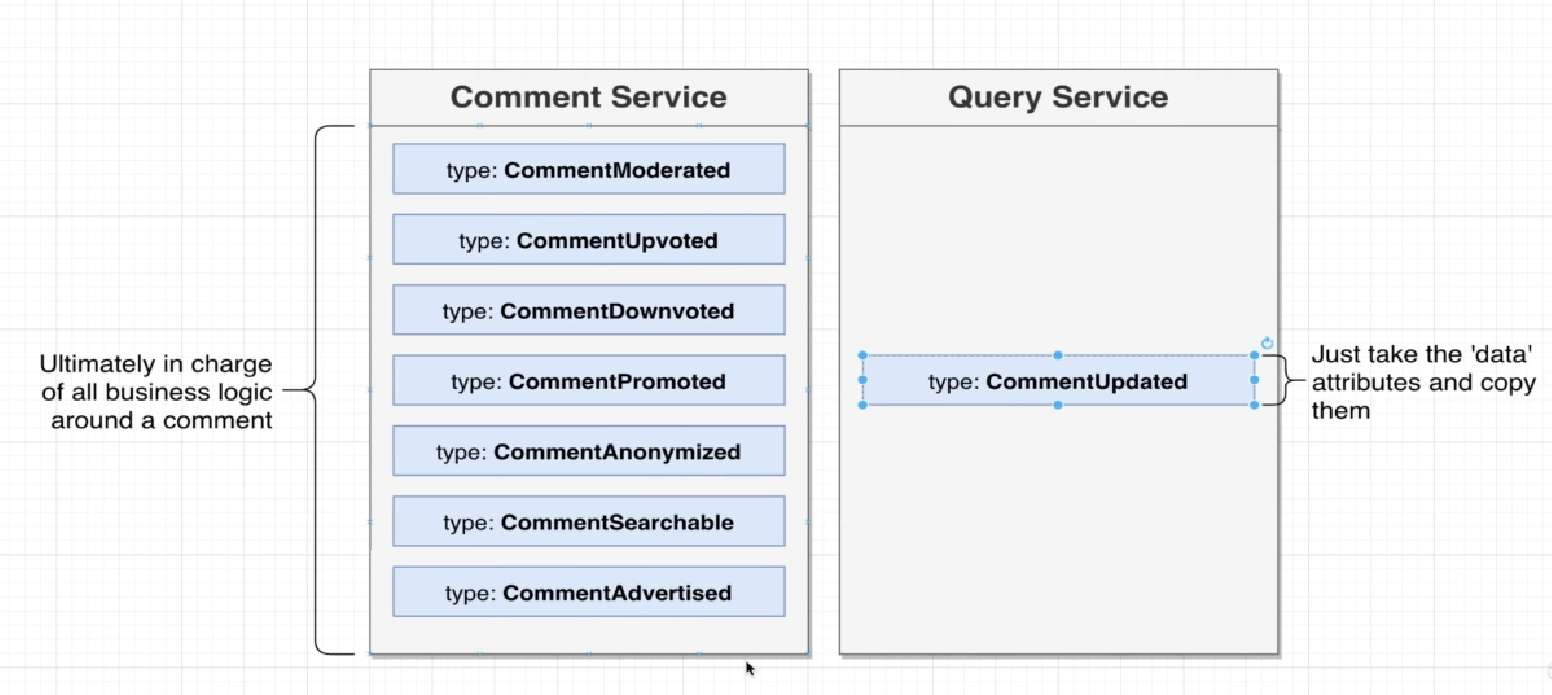 Comment Service
type: CommentModerated
type: CommentUpvoted
type: CommentDownvoted
type: CommentPromoted
type: CommentAnonymized
type: CommentSearchable
type: CommentAdvertised
Ultimately in charge
of all business logic
around a comment
Query Service
type: CommentUpdated
Just take the 'data'
attributes and copy
them